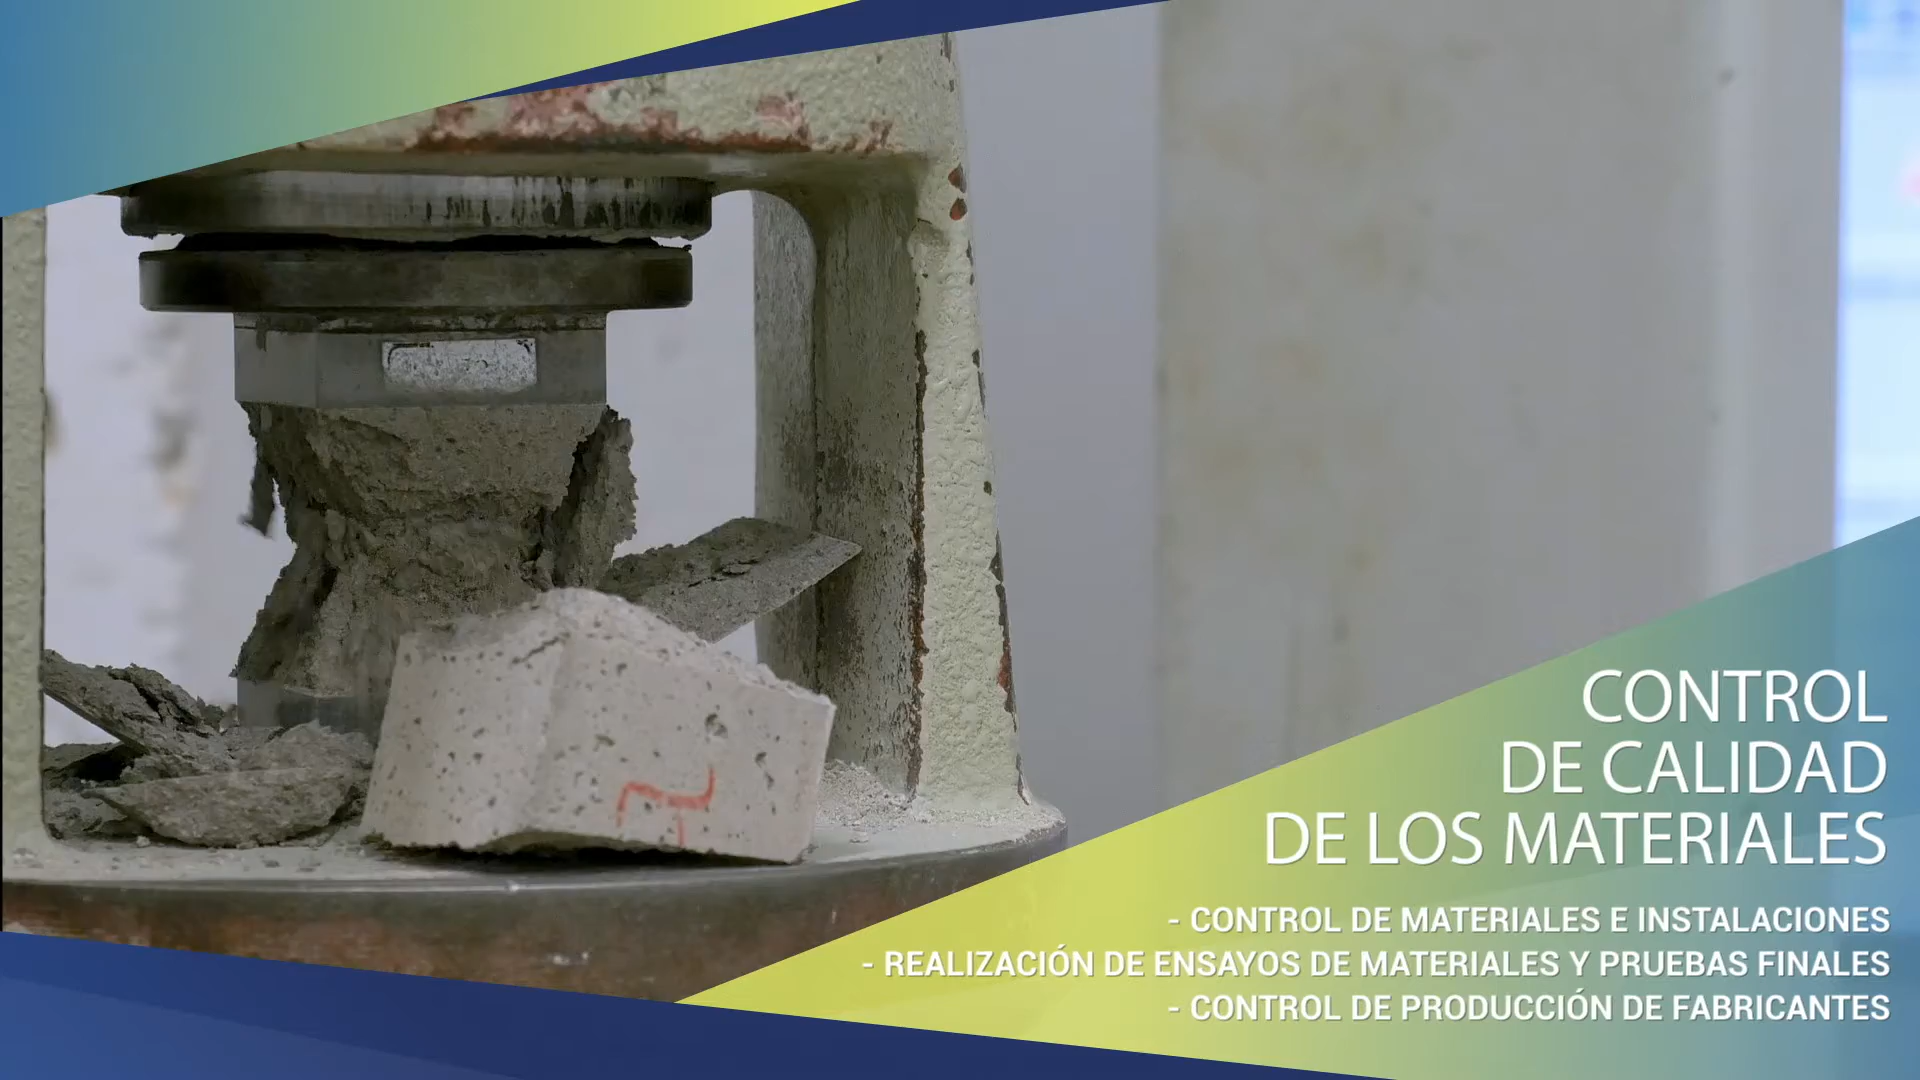 CONTROL
DE CALIDAD
DE LOS MATERIALES
- CONTROL DE MATERIALES E INSTALACIONES
- REALIZACIÓN DE ENSAYOS DE MATERIALES Y PRUEBAS FINALES
- CONTROL DE PRODUCCIÓN DE FABRICANTES